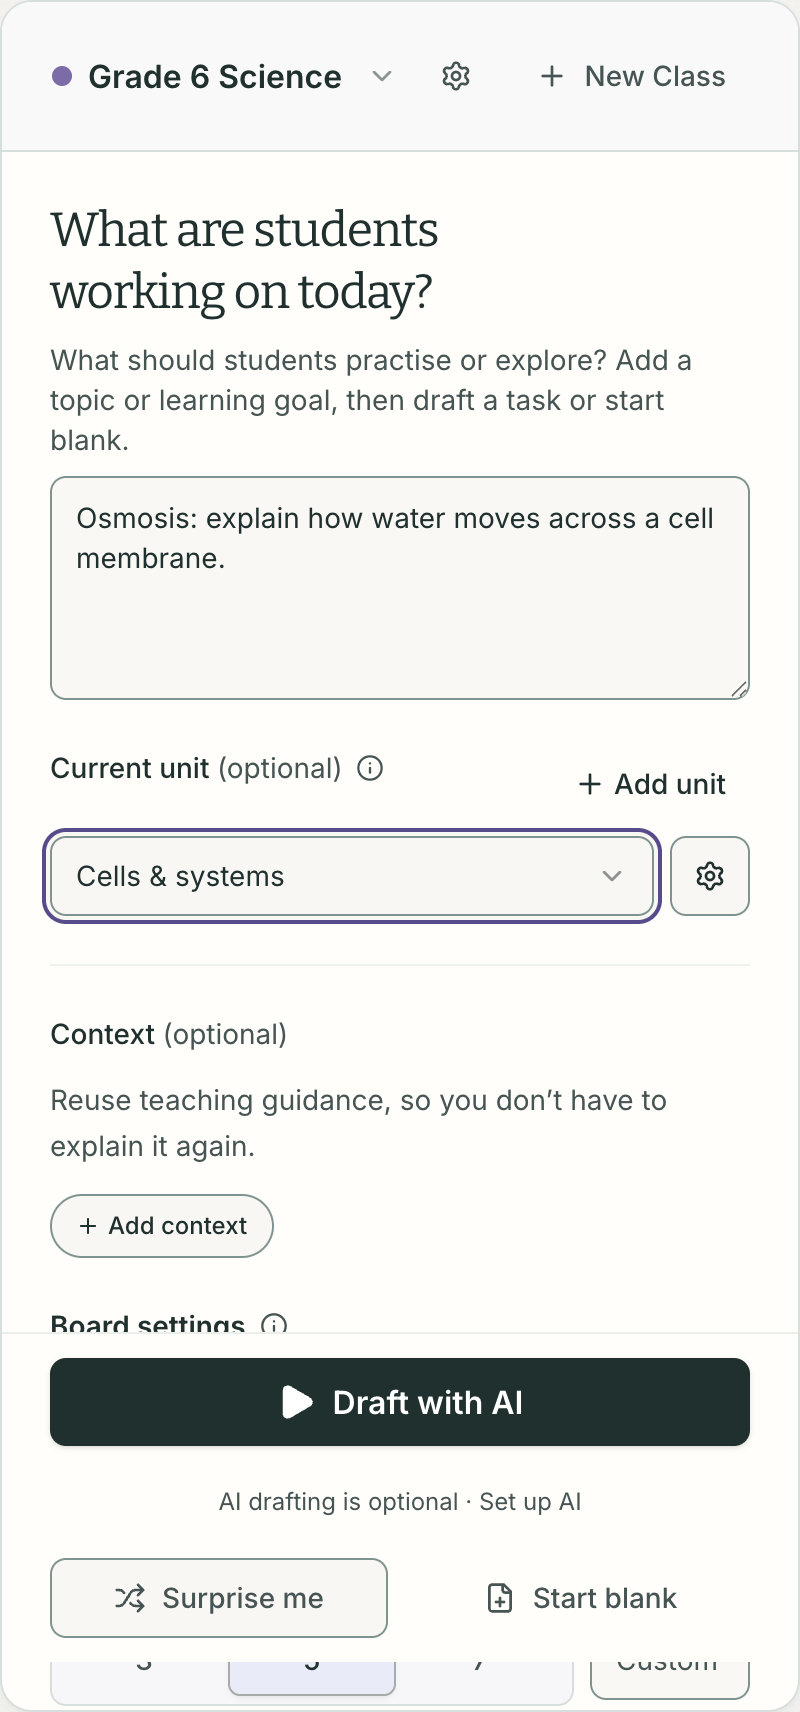 Grade 6 Science
New Class
What are students
working on today?
What should students practise or explore? Add a
topic or learning goal, then draft a task or start
blank.
Osmosis: explain how water moves across a cell
membrane.
Current unit (optional)
Add unit
Cells & systems
Context (optional)
Reuse teaching guidance, so you don’t have to
explain it again.
Add context
Board settings
Draft with AI
AI drafting is optional · Set up AI
Surprise me
Start blank
Custom